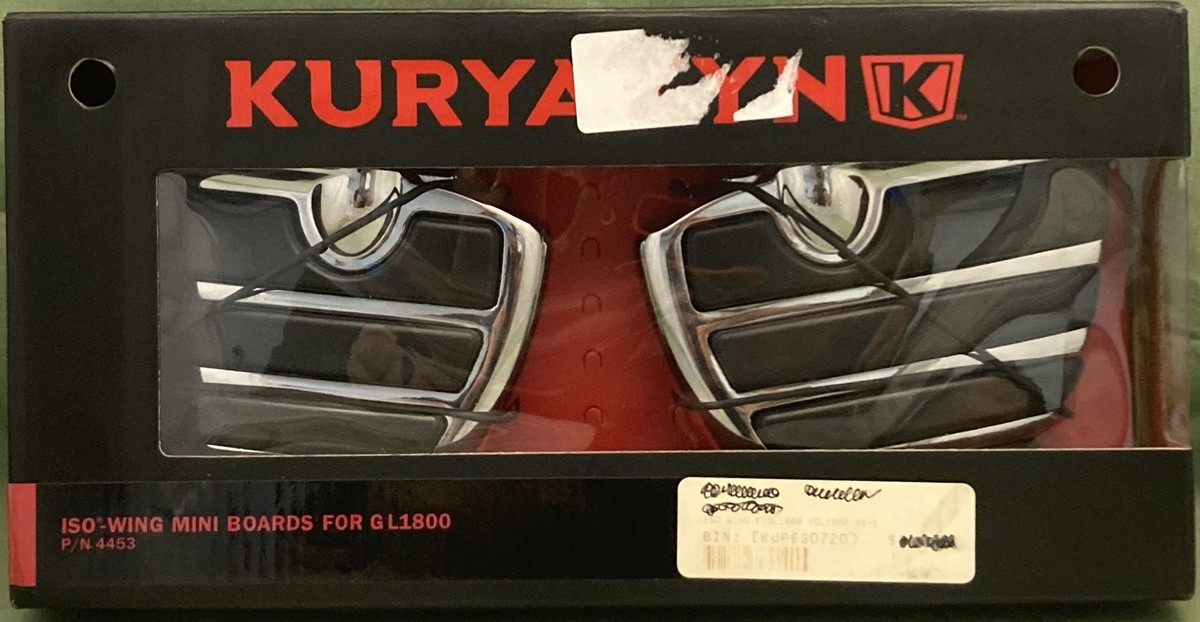 KURYA YN K
ISO®-WING MINI BOARDS FOR GL1800
P/N 4453
BIN: [KUPEG0720]
$